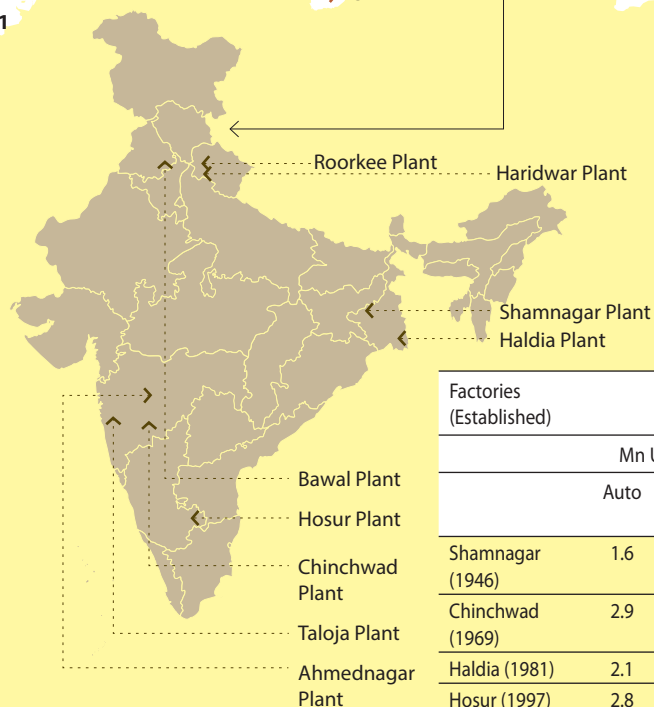 1
Roorkee Plant
Haridwar Plant
Shamnagar Plant
Haldia Plant
Bawal Plant
Hosur Plant
Chinchwad
Plant
Taloja Plant
Ahmednagar
Plant
Factories
(Established)
Mn U
Auto
Shamnagar 1.6
(1946)
Chinchwad 2.9
(1969)
Haldia (1981) 2.1
Hosur (1997) 2.8